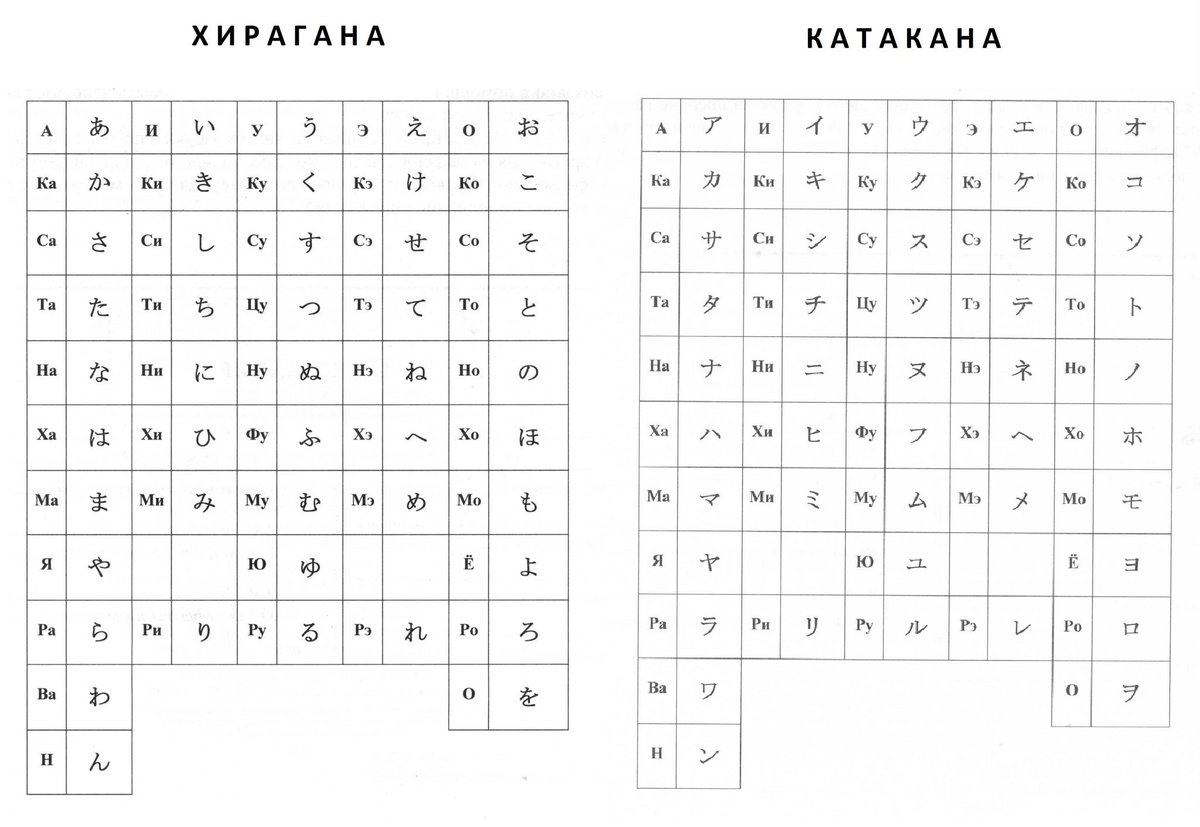 ХИРАГАНА
А あ И い У う Э え О お
Ка か Ки き Ку く Кэ け Ко こ
Са さ Си し Су す Сэ せ Со そ
Та た Ти ち Цу つ Тэ て То と
На な Ни に Ну ぬ Нэ ね Но の
Ха は Хи ひ Фу ふ Хэ へ Хо ほ
Ма ま Ми み Му む Мэ め Мо も
Я や Ю ゆ Ё よ
Ра ら Ри り Ру る Рэ れ Ро ろ
Ва わ О を
Н ん
КАТАКАНА
А ア И イ У ウ Э エ О オ
Ка カ Ки キ Ку ク Кэ ケ Ко コ
Са サ Си シ Су ス Сэ セ Со ソ
Та タ Ти チ Цу ツ Тэ テ То ト
На ナ Ни ニ Ну ヌ Нэ ネ Но ノ
Ха ハ Хи ヒ Фу フ Хэ ヘ Хо ホ
Ма マ Ми ミ Му ム Мэ メ Мо モ
Я ヤ Ю ユ Ё ヨ
Ра ラ Ри リ Ру ル Рэ レ Ро ロ
Ва ワ О ヲ
Н ン